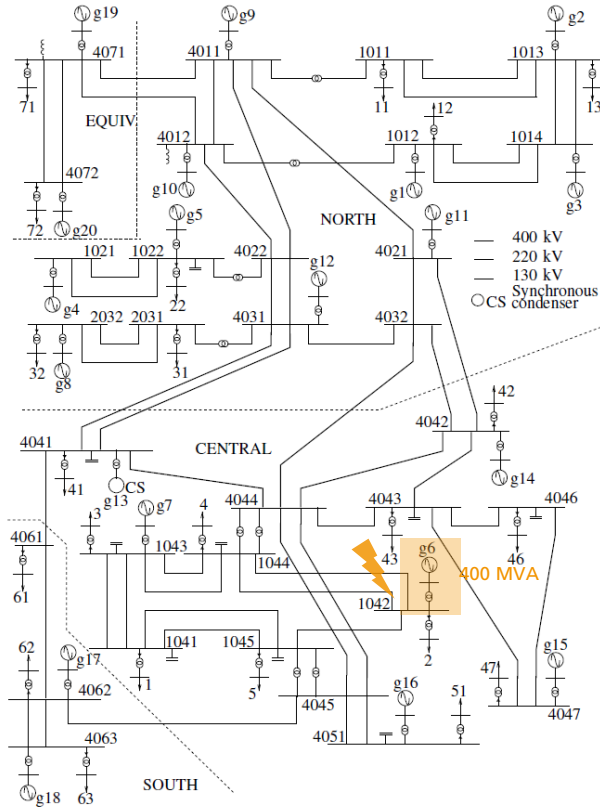 g19
g9
g2
4071
4011
1011
1013
71
11
12
13
EQUIV
4012
1012
1014
4072
g10
g1
g3
72
g20
g5
NORTH
g11
400 kV
220 kV
130 kV
CS Synchronous
condenser
1021
1022
4022
g12
4021
g4
22
2032
2031
4031
4032
32
g8
31
42
4041
CENTRAL
4042
41
g13
CS
g14
3
g7
4
4044
4043
4046
4061
1043
1044
43
g6
400 MVA
46
61
1042
62
g17
1041
1045
2
47
g15
4062
1
5
4045
g16
51
4047
4063
4051
g18
63
SOUTH